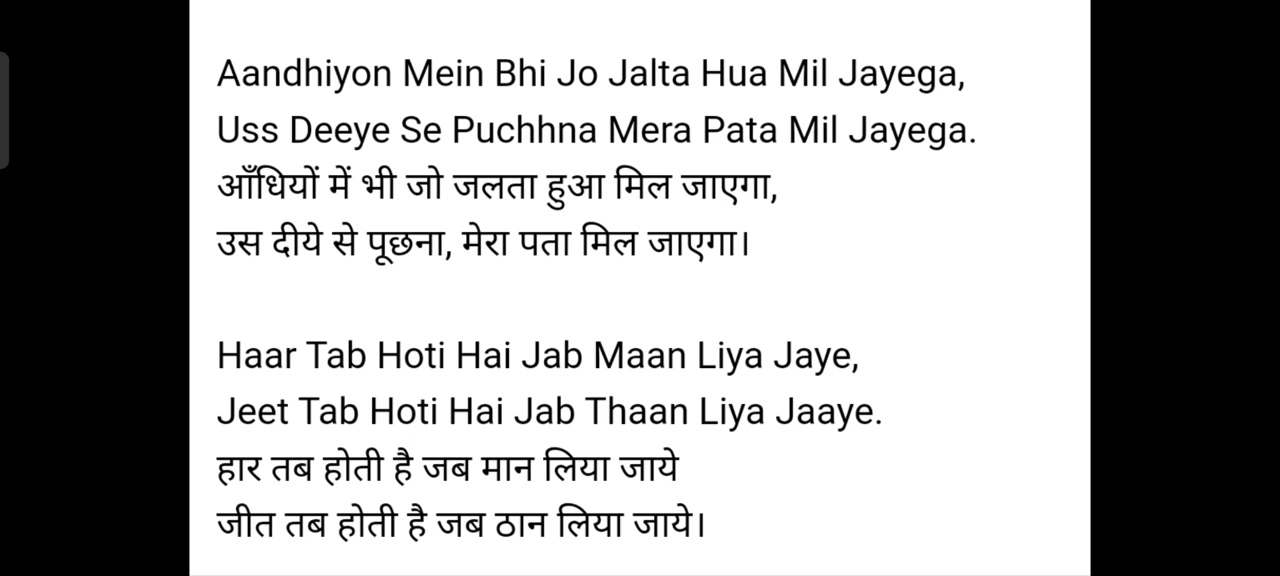 Aandhiyon Mein Bhi Jo Jalta Hua Mil Jayega,
Uss Deeye Se Puchhna Mera Pata Mil Jayega.
आँधियों में भी जो जलता हुआ मिल जाएगा,
उस दीये से पूछना, मेरा पता मिल जाएगा।
Haar Tab Hoti Hai Jab Maan Liya Jaye,
Jeet Tab Hoti Hai Jab Thaan Liya Jaaye.
हार तब होती है जब मान लिया जाये
जीत तब होती है जब ठान लिया जाये।